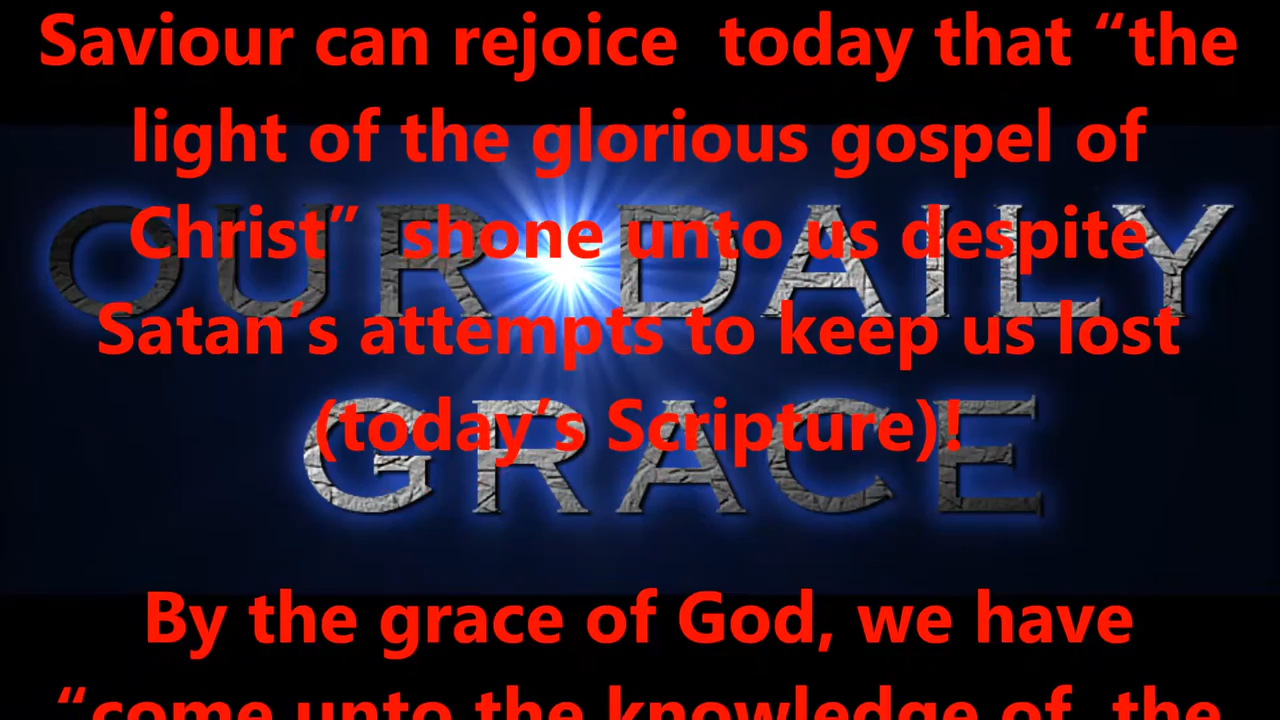 Saviour can rejoice  today that “the
light of the glorious gospel of
Christ”  shone unto us despite
Satan’s attempts to keep us lost
(today’s Scripture)!
By the grace of God, we have
“come unto the knowledge of  the
OUR DAILY
GRACE